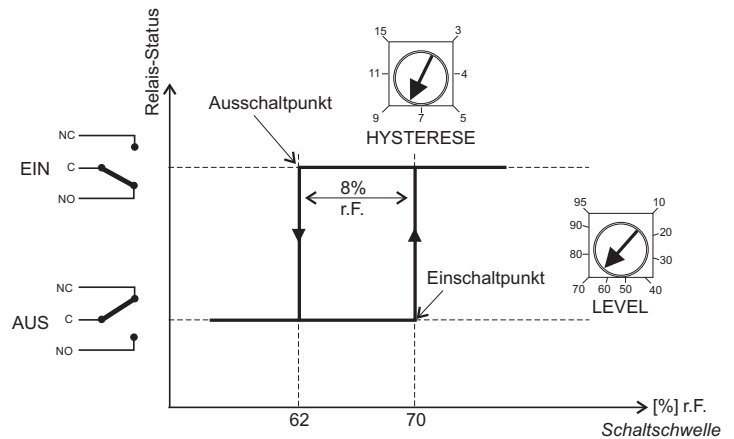 Relais-Status
15
3
11
4
9
7
5
HYSTERESE
Ausschaltpunkt
NC
EIN
C
NO
8%
r.F.
95
10
90
20
80
30
70
60
50
40
LEVEL
Einschaltpunkt
NC
AUS
C
NO
62
70
[%] r.F.
Schaltschwelle